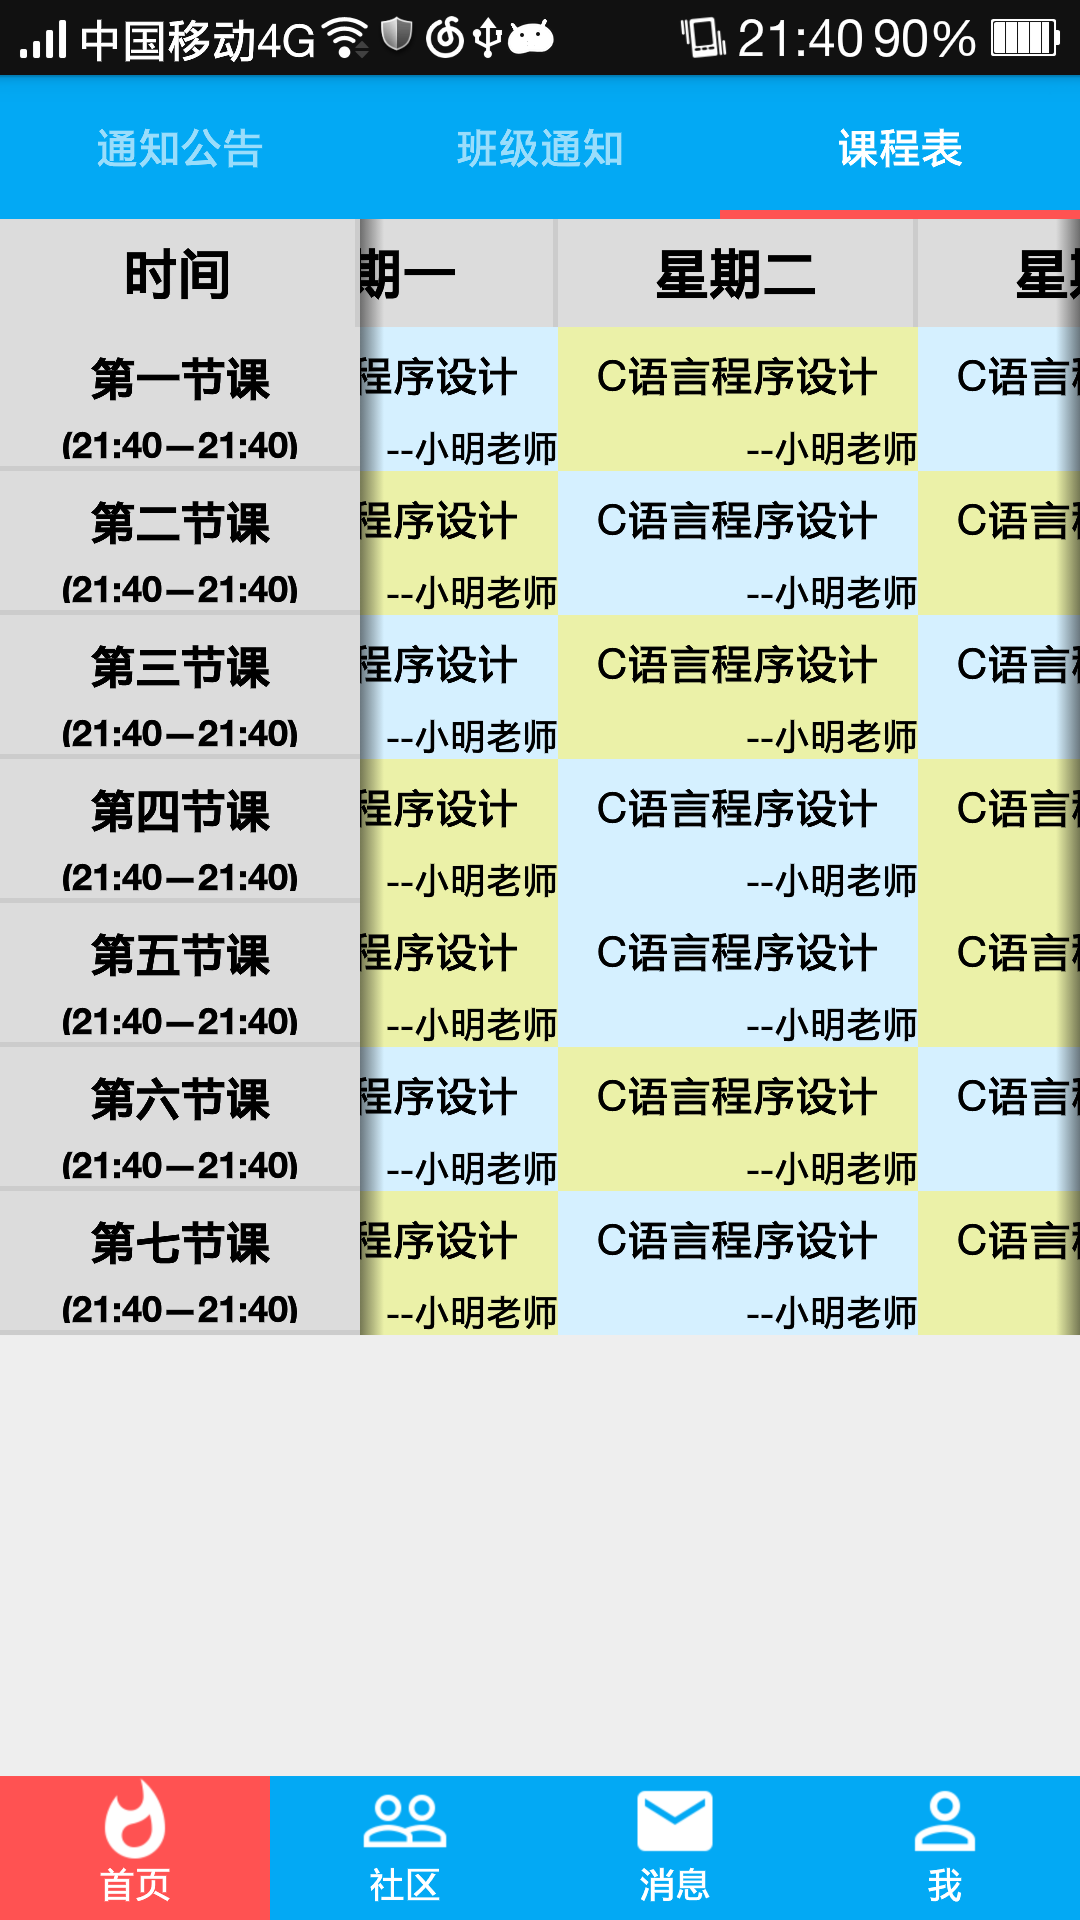 中国移动4G 21:40 90%
通知公告 班级通知 课程表
时间 期一 星期二 星
第一节课 程序设计 C语言程序设计 C语言
(21:40—21:40) --小明老师 --小明老师
第二节课 程序设计 C语言程序设计 C语言
(21:40—21:40) --小明老师 --小明老师
第三节课 程序设计 C语言程序设计 C语言
(21:40—21:40) --小明老师 --小明老师
第四节课 程序设计 C语言程序设计 C语言
(21:40—21:40) --小明老师 --小明老师
第五节课 程序设计 C语言程序设计 C语言
(21:40—21:40) --小明老师 --小明老师
第六节课 程序设计 C语言程序设计 C语言
(21:40—21:40) --小明老师 --小明老师
第七节课 程序设计 C语言程序设计 C语言
(21:40—21:40) --小明老师 --小明老师
首页 社区 消息 我